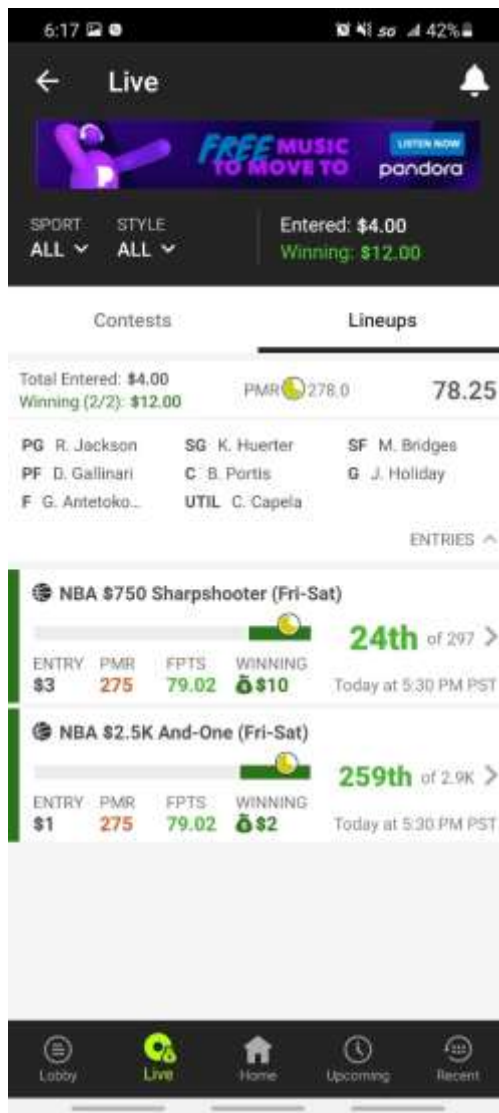 6:17 5G 42%
Live
FREE MUSIC
TO MOVE TO
LISTEN NOW
pandora
SPORT STYLE Entered: $4.00
ALL ALL Winning: $12.00
Contests Lineups
Total Entered: $4.00 PMR 278.0 78.25
Winning (2/2): $12.00
PG R. Jackson SG K. Huerter SF M. Bridges
PF D. Gallinari C B. Portis G J. Holiday
F G. Antetoko... UTIL C. Capela
ENTRIES
NBA $750 Sharpshooter (Fri-Sat)
24th of 297
ENTRY PMR FPTS WINNING
$3 275 79.02 $10 Today at 5:30 PM PST
NBA $2.5K And-One (Fri-Sat)
259th of 2.9K
ENTRY PMR FPTS WINNING
$1 275 79.02 $2 Today at 5:30 PM PST
Lobby Live Home Upcoming Recent